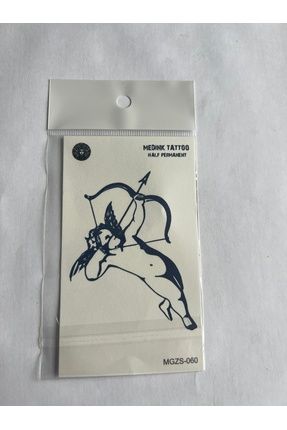 MEDINK TATTOO
HALF PERMANENT
MGZS-060